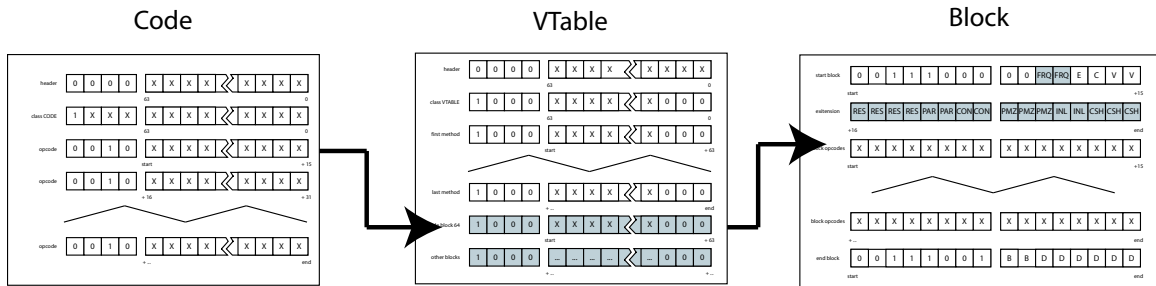 Code
header 0 0 0 0 X X X X X X X X
63 0
class CODE 1 X X X X X X X X X X X
63 0
opcode 0 0 1 0 X X X X X X X X
start + 15
opcode 0 0 1 0 X X X X X X X X
+ 16 + 31
opcode 0 0 1 0 X X X X X X X X
+ ... end
VTable
header 0 0 0 0 X X X X X X X X
63 0
class VTABLE 1 0 0 0 X X X X X 0 0 0
63 0
first method 1 0 0 0 X X X X X 0 0 0
start + 63
last method 1 0 0 0 X X X X X 0 0 0
+ ... end
block 64 1 0 0 0 X X X X X 0 0 0
start + 63
other blocks 1 0 0 0 ... ... ... ... ... 0 0 0
+ ... + ...
Block
start block 0 0 1 1 1 0 0 0 0 0 FRQ FRQ E C V V
start +15
extension RES RES RES RES PAR PAR CON CON PMZ PMZ PMZ INL INL CSH CSH CSH
+16 end
opcodes X X X X X X X X X X X X X X X X
start +15
block opcodes X X X X X X X X X X X X X X X X
+ ... end
end block 0 0 1 1 1 0 0 1 B B D D D D D D
start end